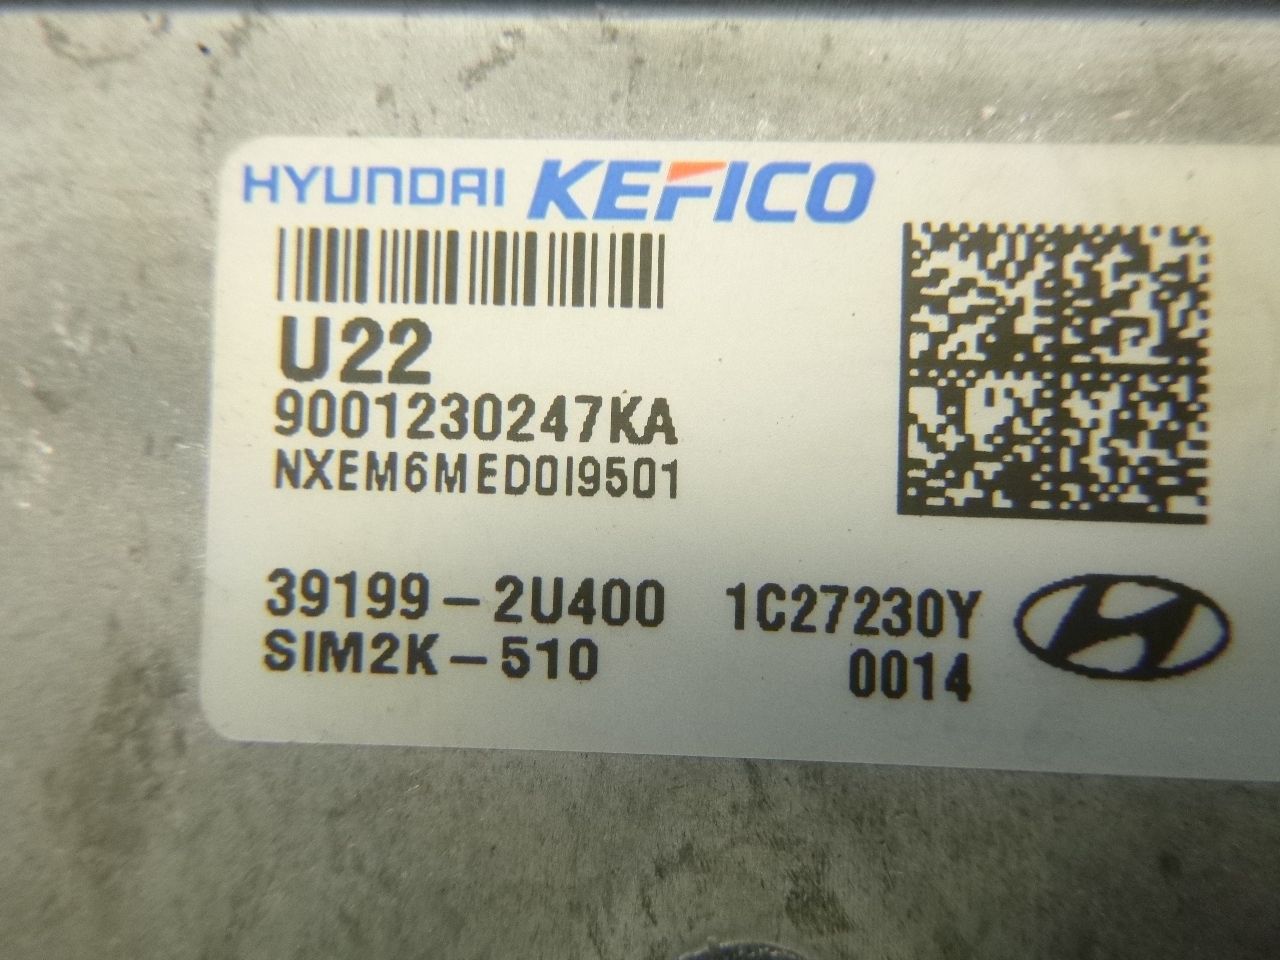 HYUNDAI KEFICO
U22
9001230247KA
NXEM6MED0I9501
39199-2U400 1C27230Y
SIM2K-510 0014